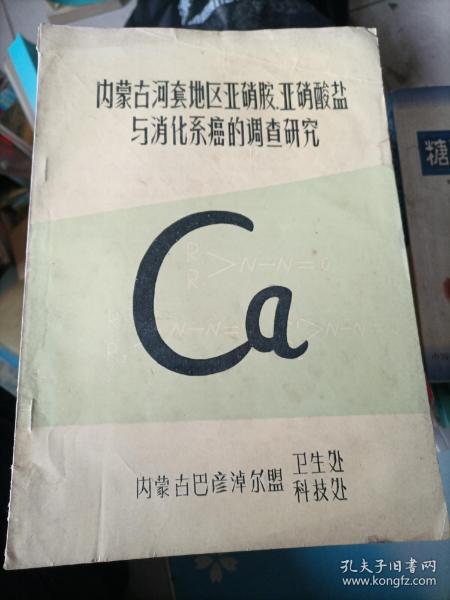 内蒙古河套地区亚硝胺、亚硝酸盐
与消化系癌的调查研究
Ca
内蒙古巴彦淖尔盟 卫生处
科技处
糖
孔夫子旧书网
www.kongfz.com